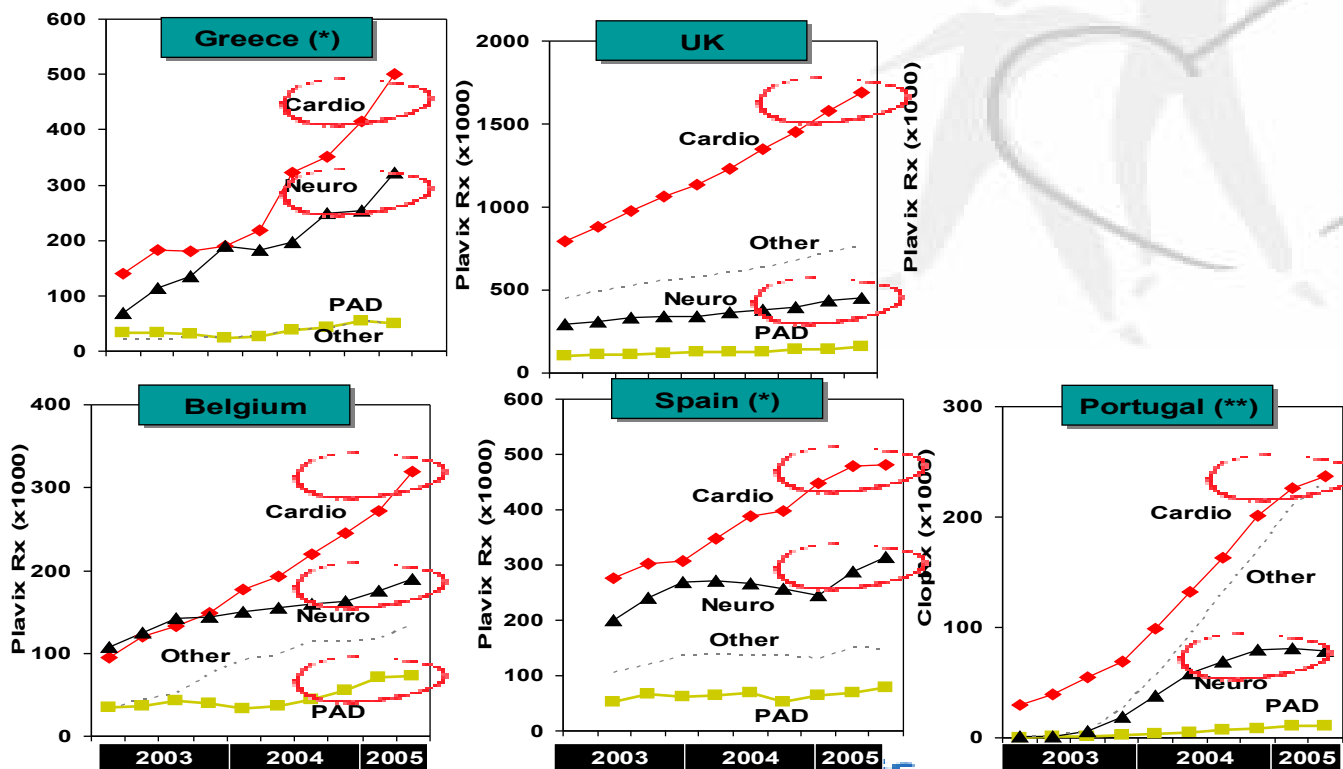 Greece (*)
600
500
400
300
200
100
0
Cardio
Neuro
PAD
Other
UK
Plavix Rx (x1000)
2000
1500
1000
500
0
Cardio
Other
Neuro
PAD
Plavix Rx (x1000)
Belgium
Plavix Rx (x1000)
400
300
200
100
0
Cardio
Neuro
Other
PAD
2003 2004 2005
Spain (*)
Plavix Rx (x1000)
600
500
400
300
200
100
0
Cardio
Neuro
PAD
2003 2004 2005
Other
Portugal (**)
300
200
100
0
Cardio
Other
Neuro
PAD
2003 2004 2005